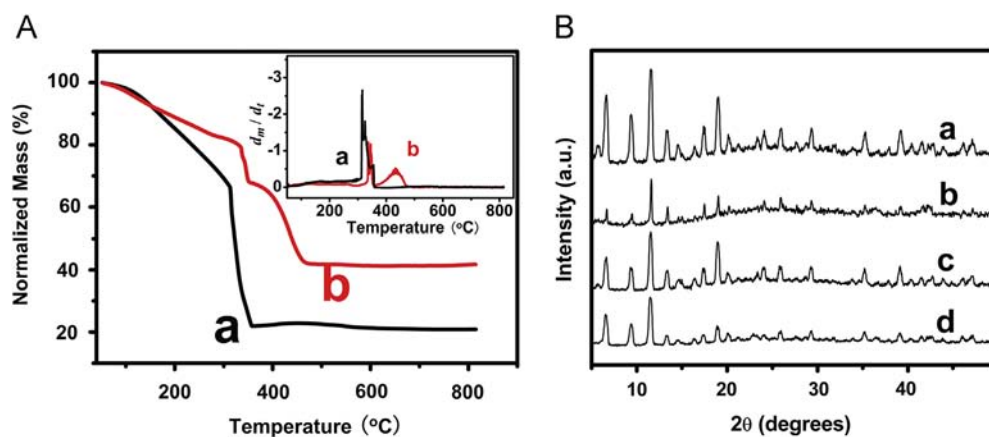 A
Normalized Mass (%)
100
80
60
40
20
200
400
600
800
Temperature (°C)
a
b
dm / dt
-3
-2
-1
0
0
200
400
600
800
Temperature (°C)
a
b
B
Intensity (a.u.)
a
b
c
d
10
20
30
40
2θ (degrees)